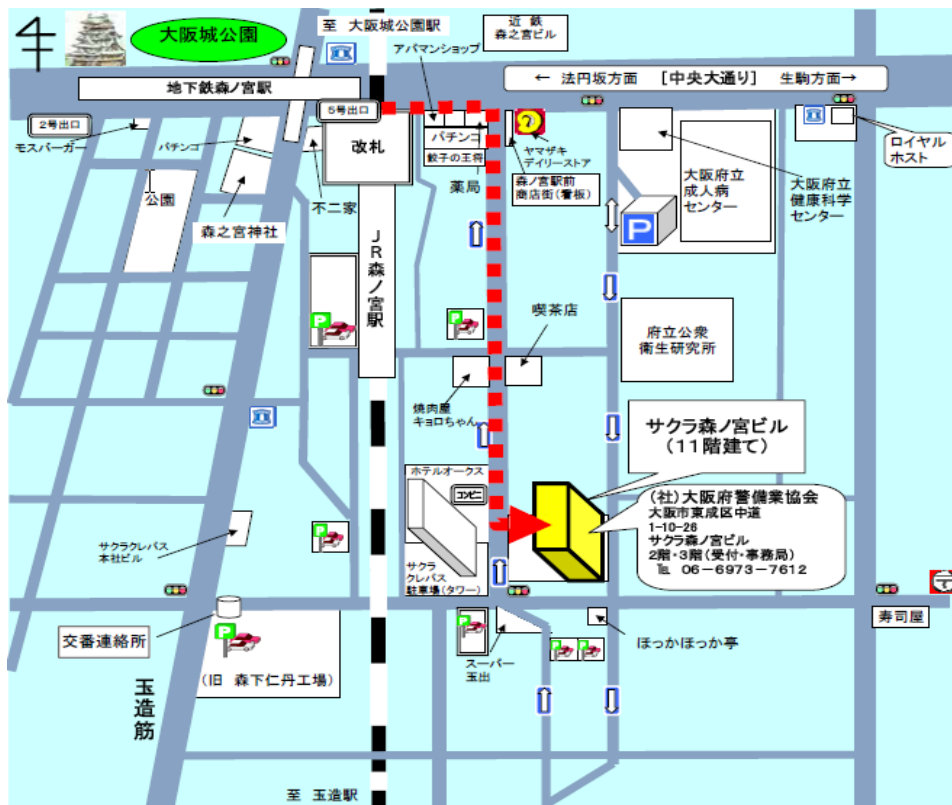 大阪城公園
至 大阪城公園駅
近 鉄
森之宮ビル
アパマンショップ
← 法円坂方面 [中央大通り] 生駒方面→
地下鉄森ノ宮駅
5号出口
2号出口
モスバーガー
パチンコ
改札
パチンコ
餃子の王将
ヤマザキ
デイリーストア
ロイヤル
ホスト
薬局
森ノ宮駅前
商店街(看板)
大阪府立
成人病
センター
大阪府立
健康科学
センター
公園
不二家
森之宮神社
P
JR森ノ宮駅
P
P
喫茶店
府立公衆
衛生研究所
焼肉屋
キョロちゃん
サクラ森ノ宮ビル
(11階建て)
ホテルオークス
コンビニ
(社)大阪府警備業協会
大阪市東成区中道
1-10-26
サクラ森ノ宮ビル
2階・3階(受付・事務局)
℡ 06-6973-7612
サクラクレパス
本社ビル
P
サクラ
クレパス
駐車場(タワー)
寿司屋
交番連絡所
P
P
スーパー
玉出
P
P
ほっかほっか亭
(旧 森下仁丹工場)
玉造筋
至 玉造駅